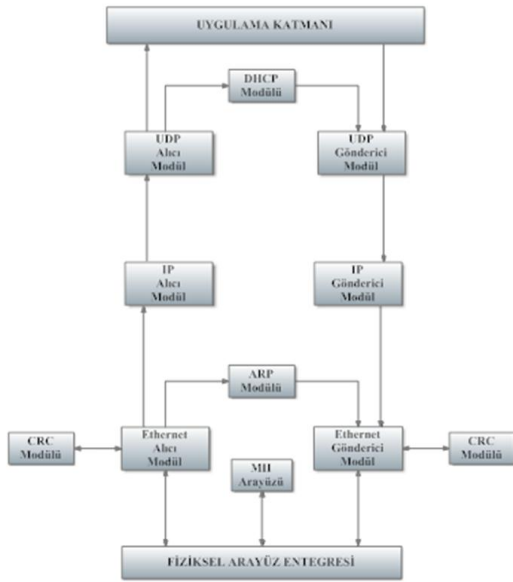 UYGULAMA KATMANI
DHCP
Modülü
UDP
Alıcı
Modül
UDP
Gönderici
Modül
IP
Alıcı
Modül
IP
Gönderici
Modül
ARP
Modülü
CRC
Modülü
Ethernet
Alıcı
Modül
MII
Arayüzü
Ethernet
Gönderici
Modül
CRC
Modülü
FİZİKSEL ARAYÜZ ENTEGRESİ